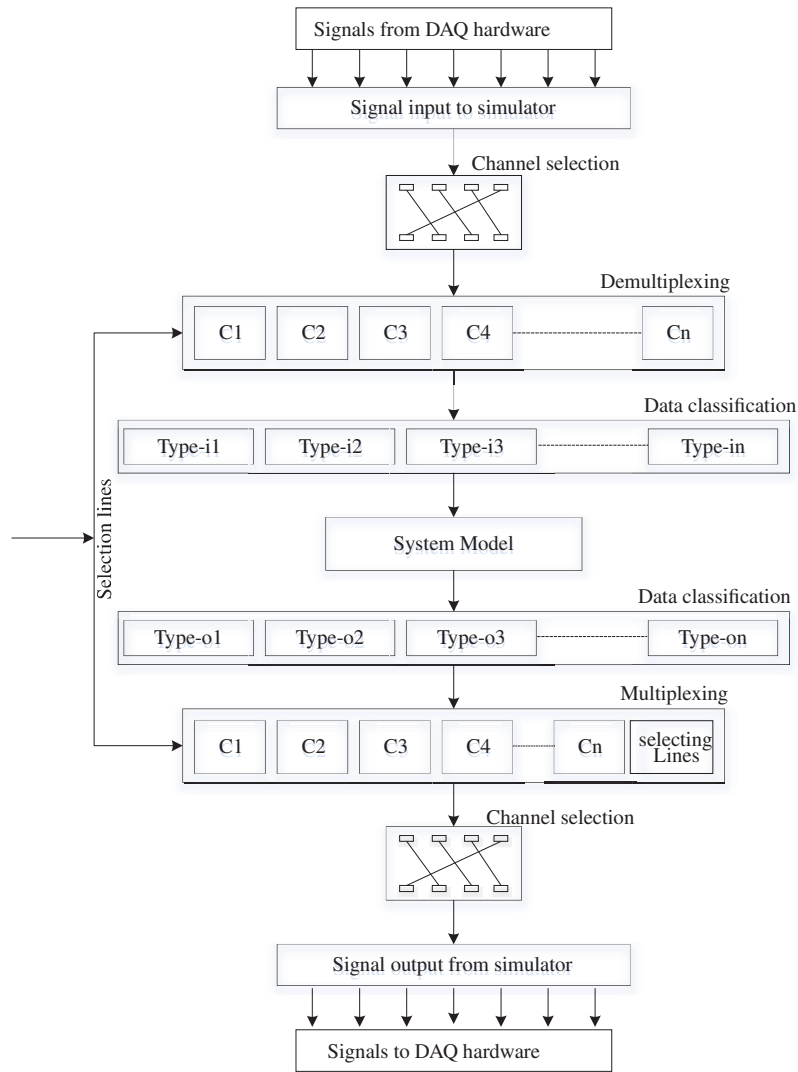 Signals from DAQ hardware
Signal input to simulator
Channel selection
Demultiplexing
C1 C2 C3 C4 Cn
Data classification
Type-i1 Type-i2 Type-i3 Type-in
Selection lines
System Model
Data classification
Type-o1 Type-o2 Type-o3 Type-on
Multiplexing
C1 C2 C3 C4 Cn selecting
Lines
Channel selection
Signal output from simulator
Signals to DAQ hardware